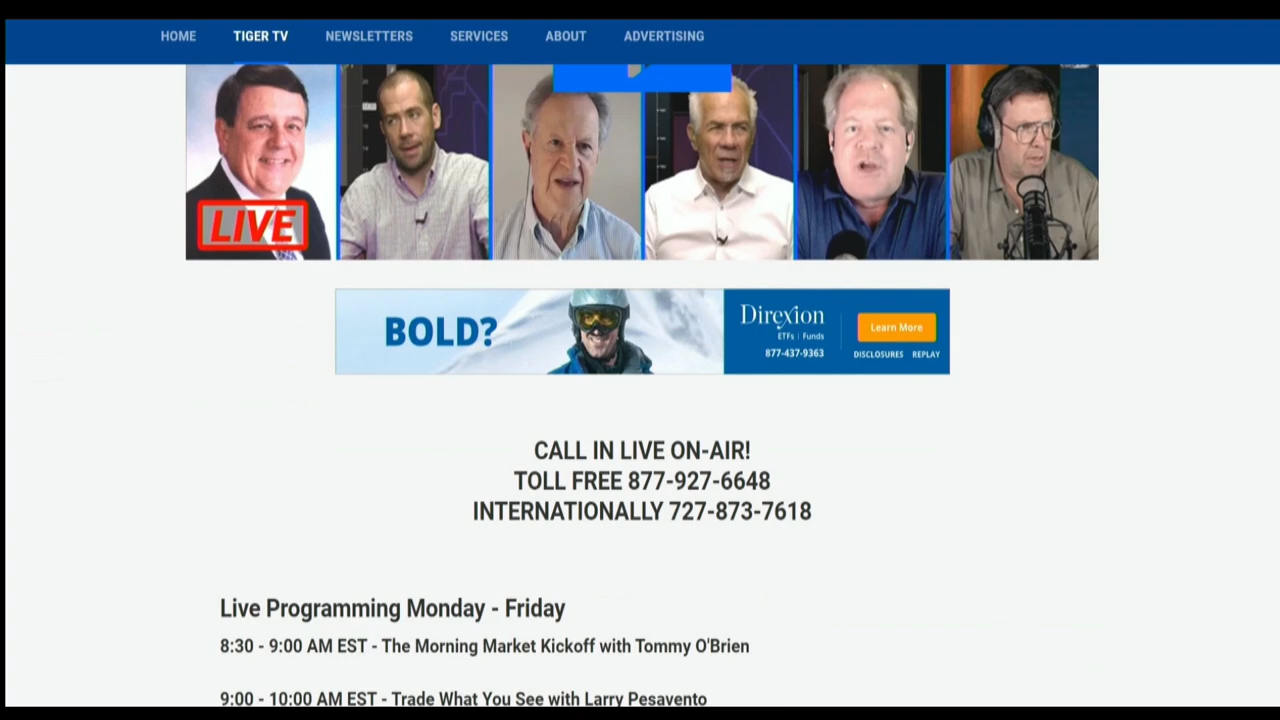 HOME TIGER TV NEWSLETTERS SERVICES ABOUT ADVERTISING
LIVE
BOLD?
Direxion
ETFs | Funds
877-437-9363
Learn More
DISCLOSURES REPLAY
CALL IN LIVE ON-AIR!
TOLL FREE 877-927-6648
INTERNATIONALLY 727-873-7618
Live Programming Monday - Friday
8:30 - 9:00 AM EST - The Morning Market Kickoff with Tommy O'Brien
9:00 - 10:00 AM EST - Trade What You See with Larry Pesavento